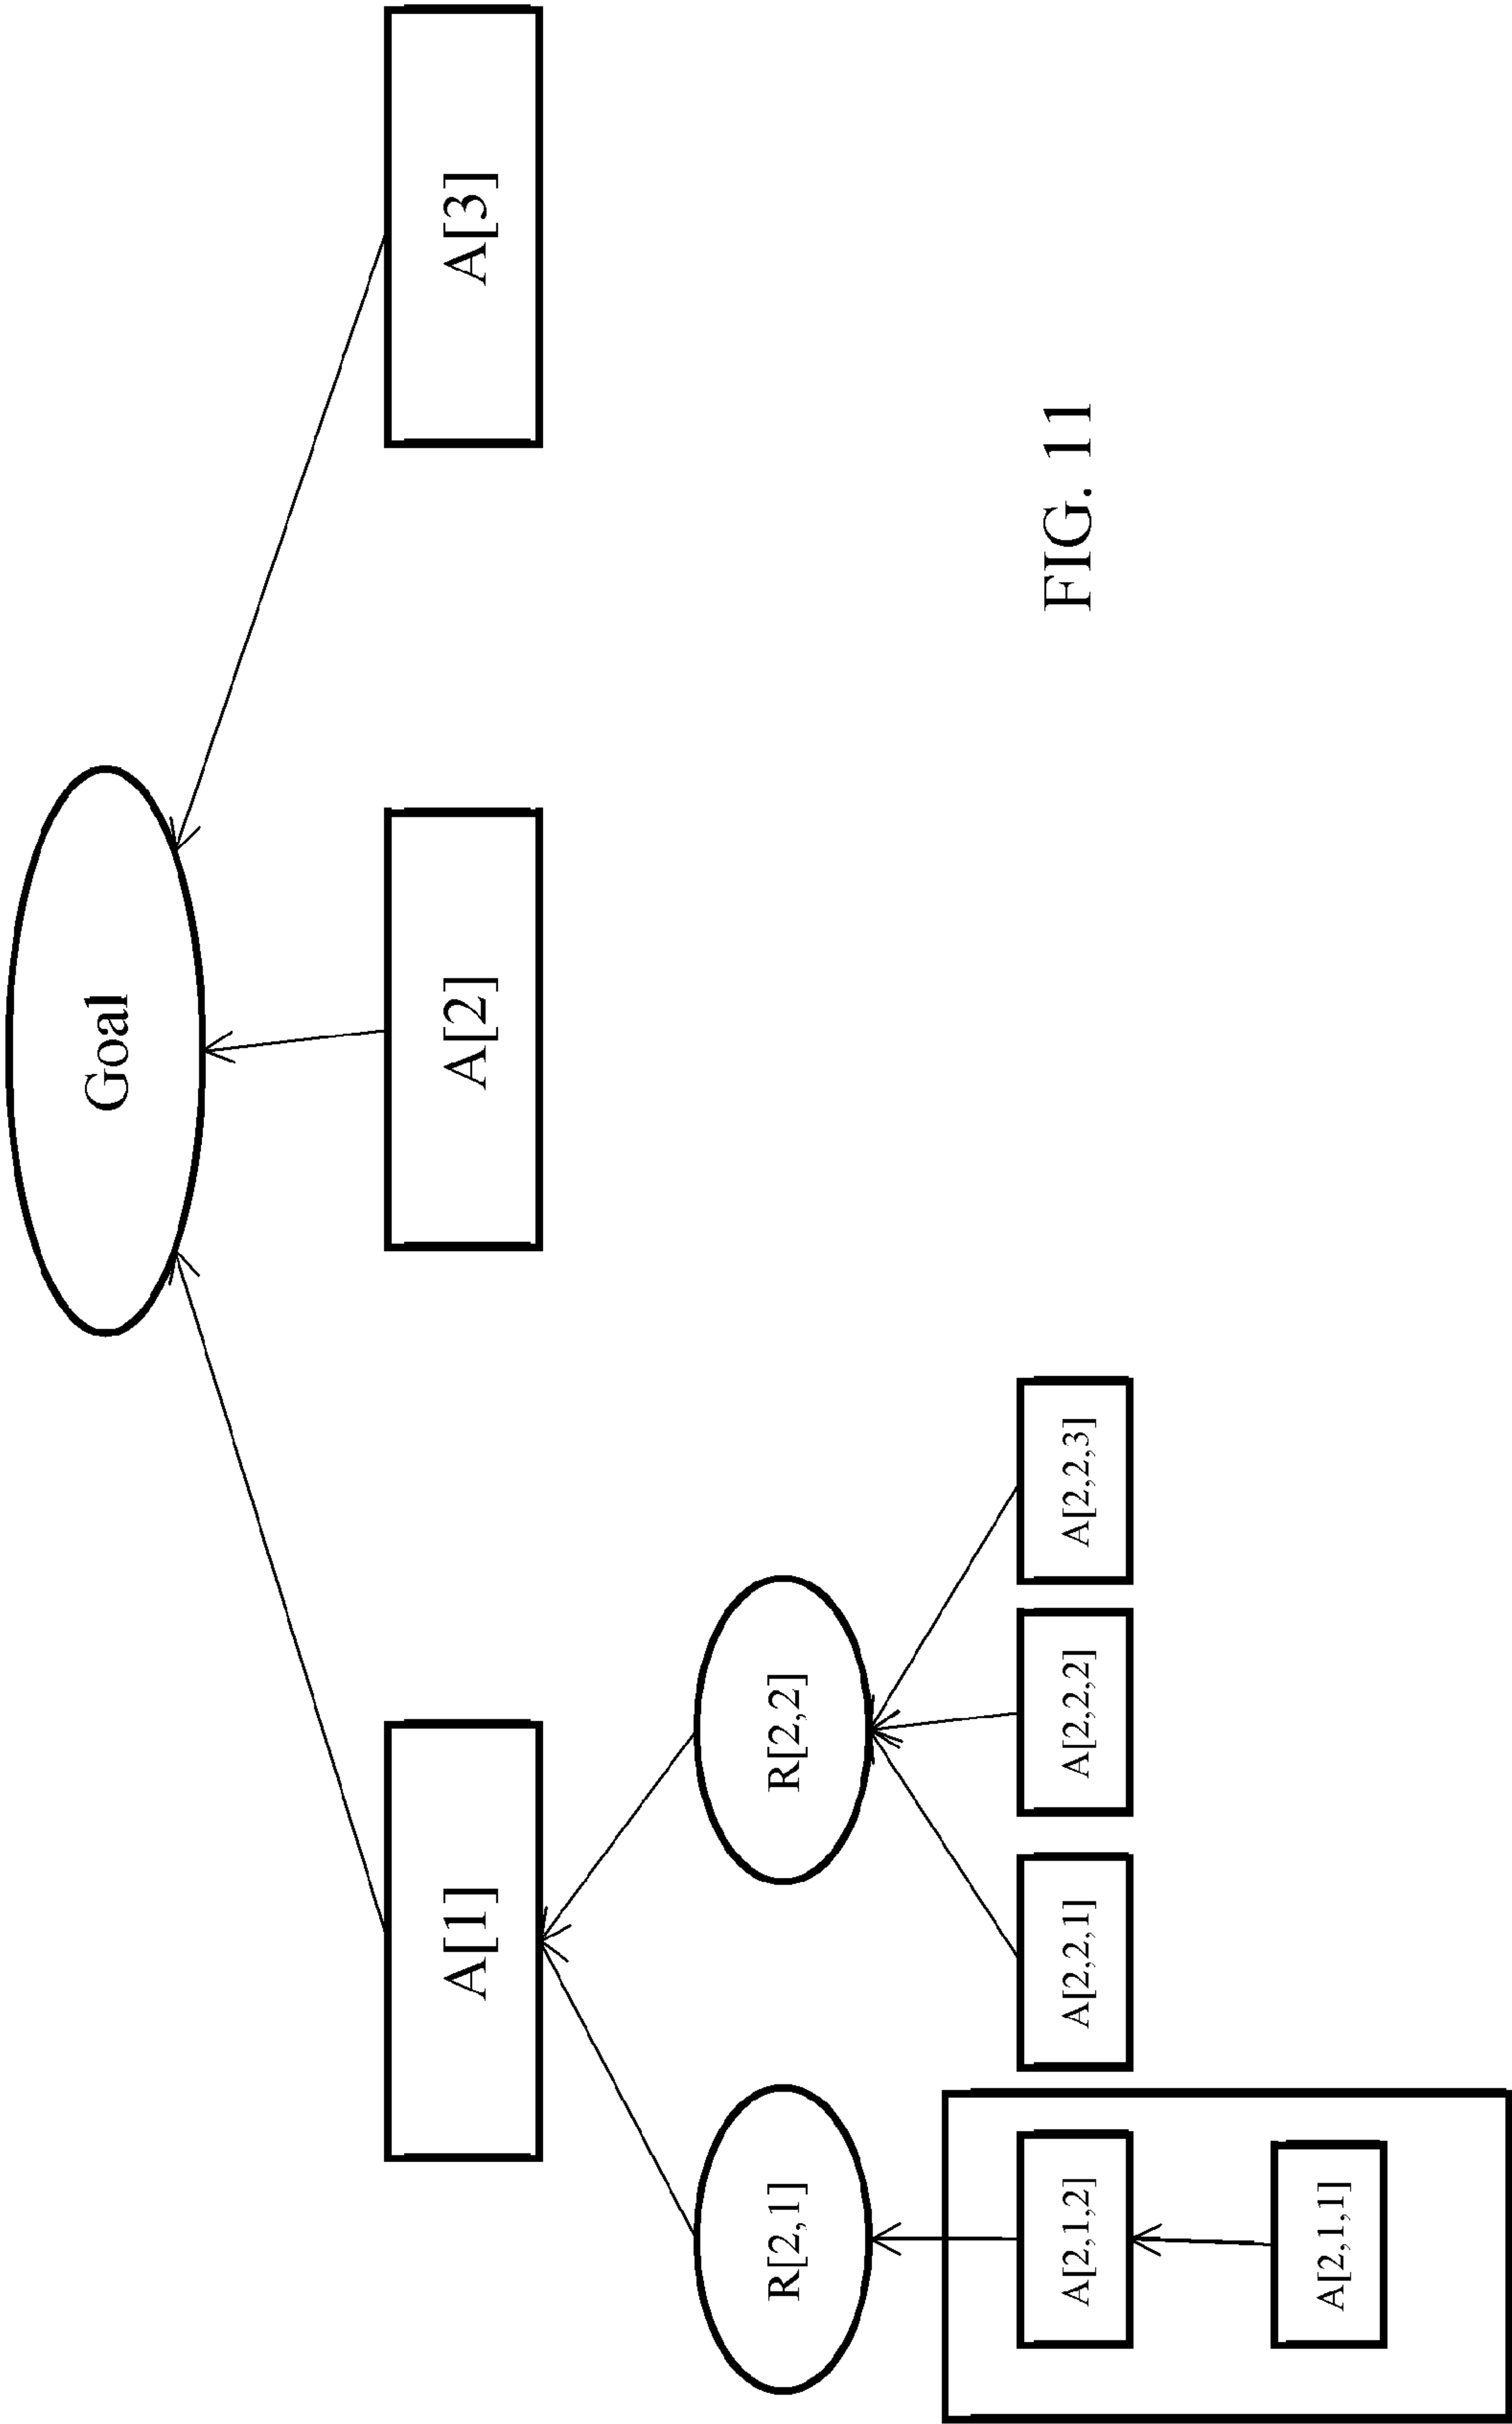 Goal
A[1]
A[2]
A[3]
R[2,1]
R[2,2]
A[2,1,2]
A[2,2,1]
A[2,2,2]
A[2,2,3]
A[2,1,1]
FIG. 11